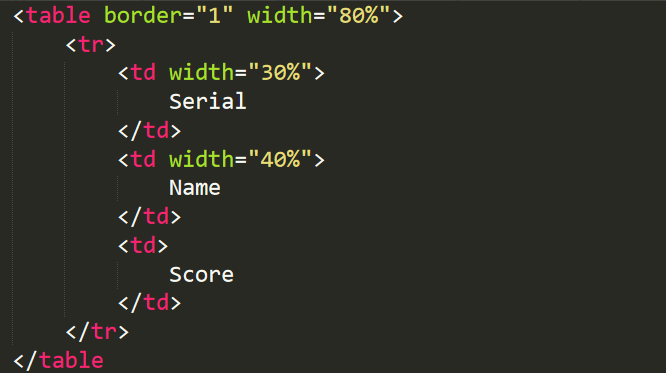 <table border="1" width="80%">
<tr>
<td width="30%">
Serial
</td>
<td width="40%">
Name
</td>
<td>
Score
</td>
</tr>
</table